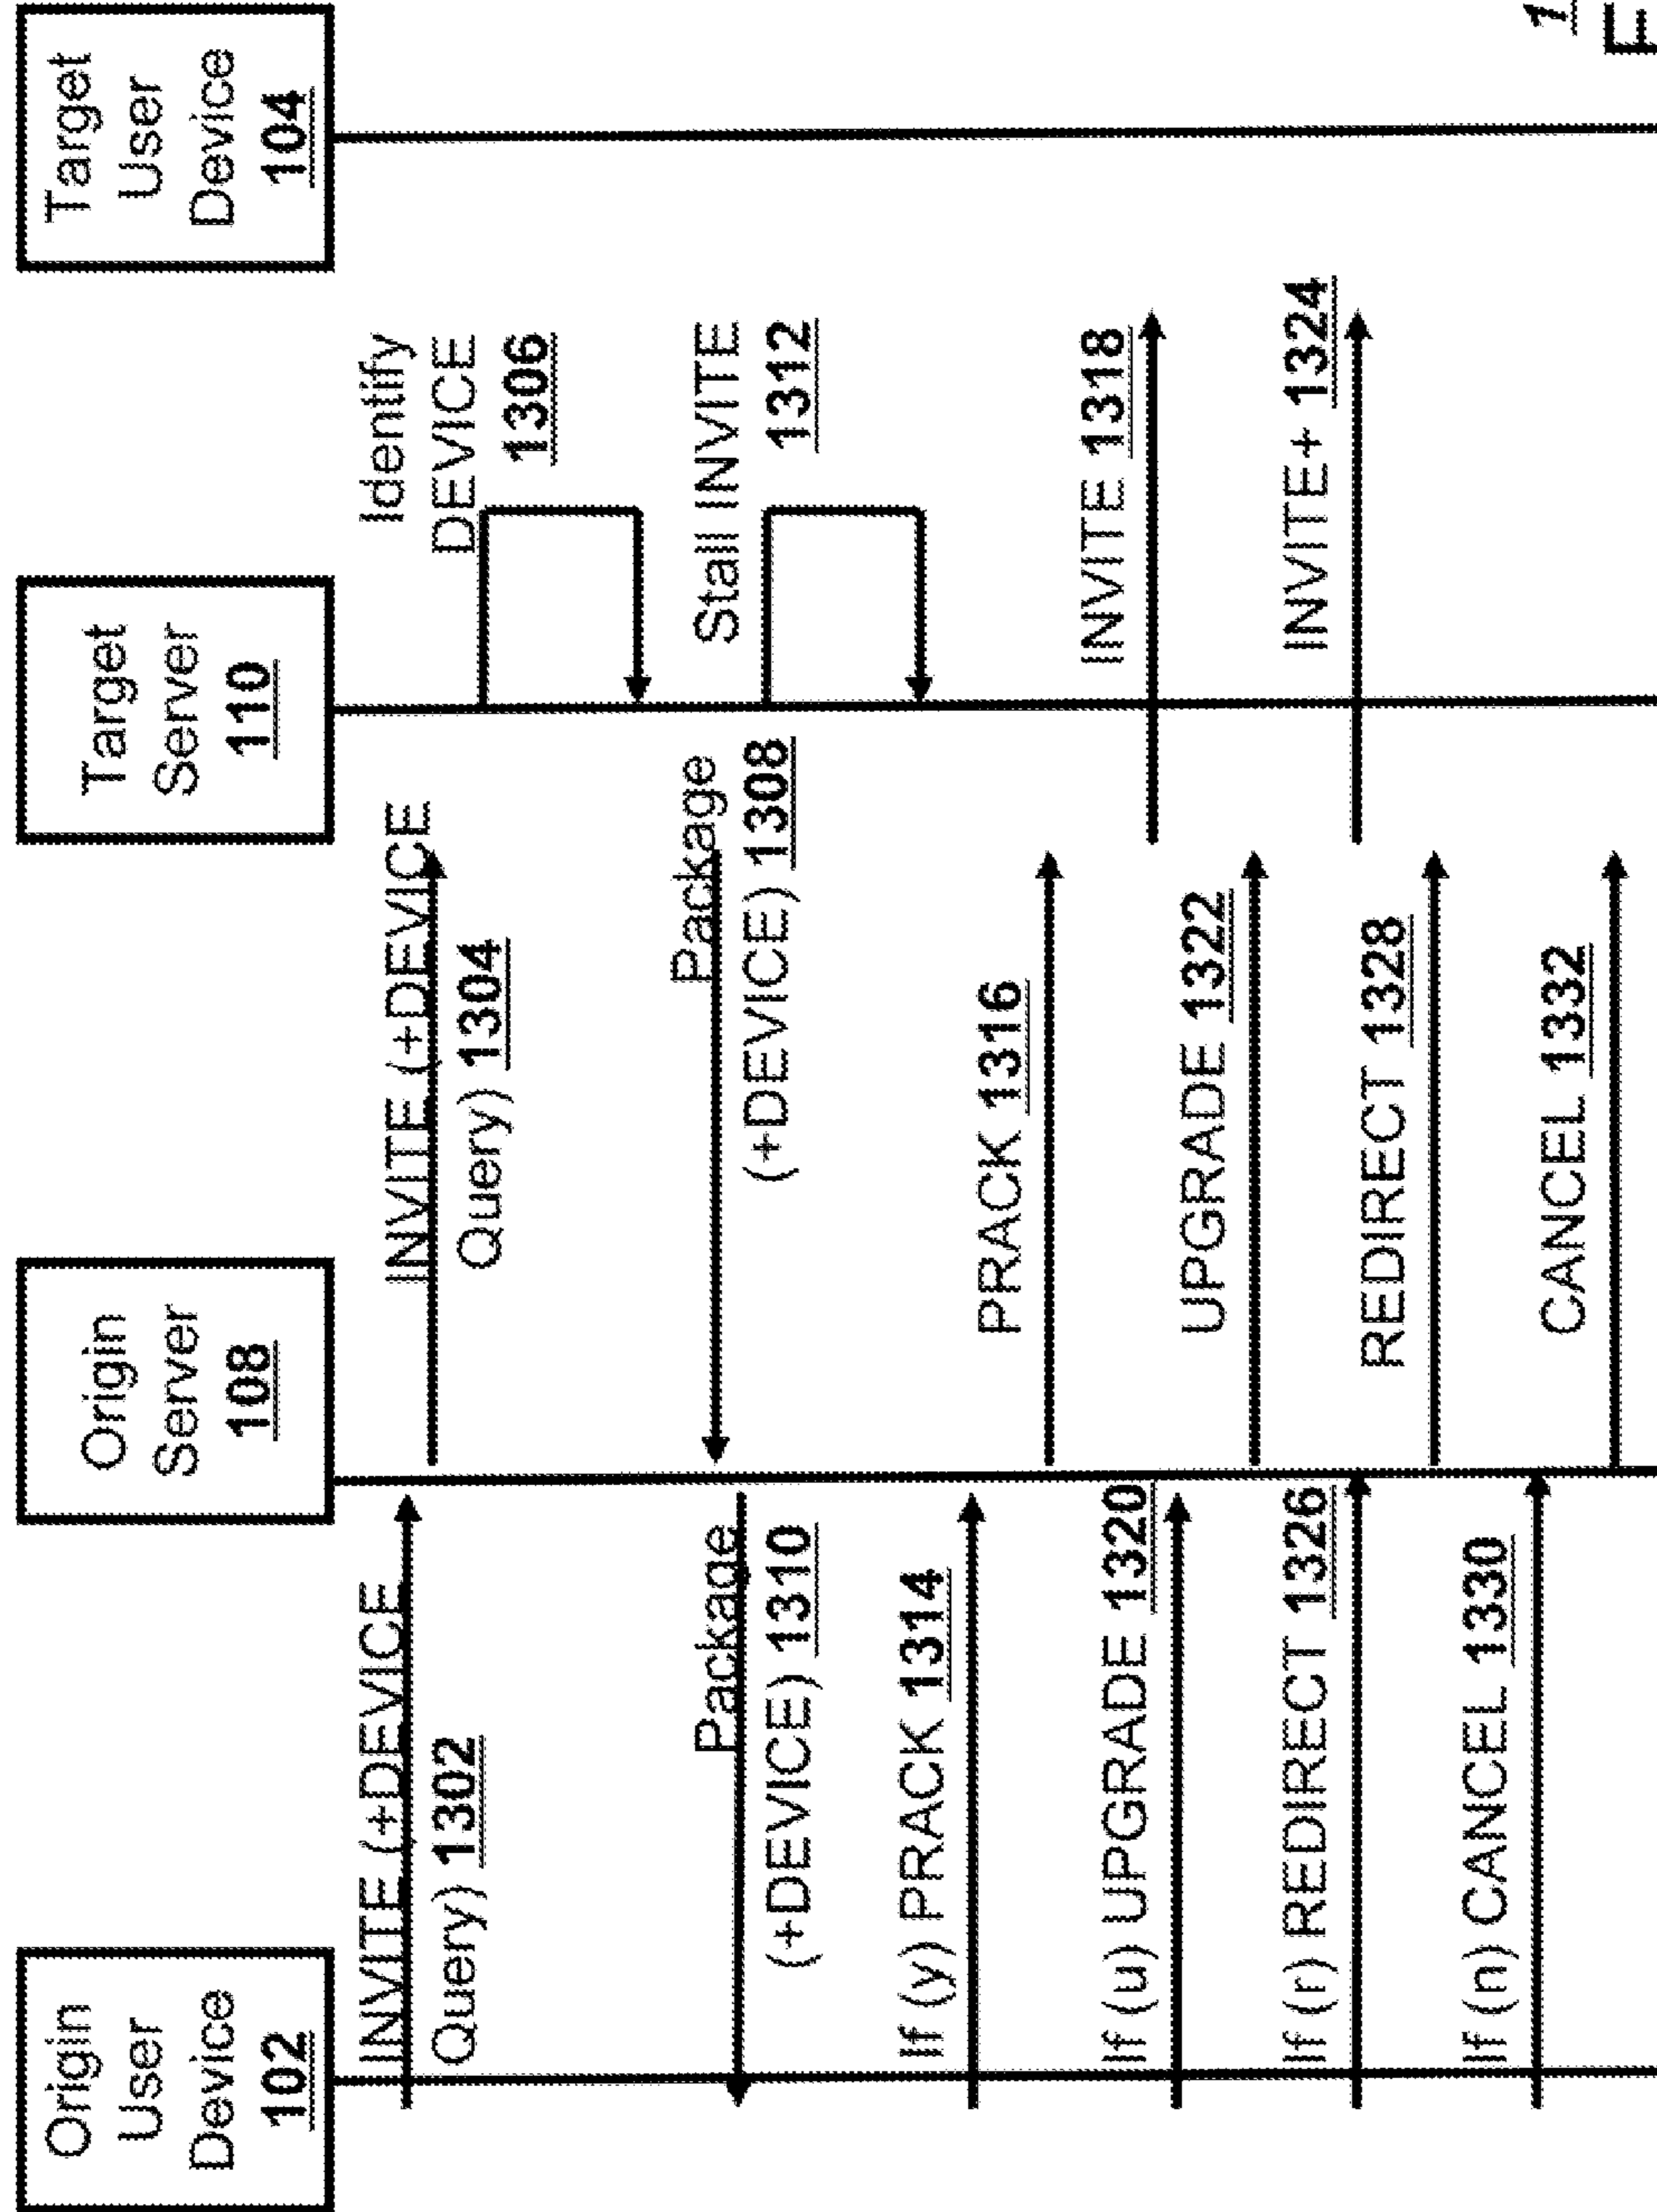 Origin
User
Device
102
Origin
Server
108
Target
Server
110
Target
User
Device
104
INVITE (+DEVICE
Query) 1302
INVITE (+DEVICE
Query) 1304
Identify
DEVICE
1306
Package
(+DEVICE) 1308
Package
(+DEVICE) 1310
Stall INVITE
1312
If (y) PRACK 1314
PRACK 1316
INVITE 1318
If (u) UPGRADE 1320
UPGRADE 1322
INVITE+ 1324
If (r) REDIRECT 1326
REDIRECT 1328
If (n) CANCEL 1330
CANCEL 1332